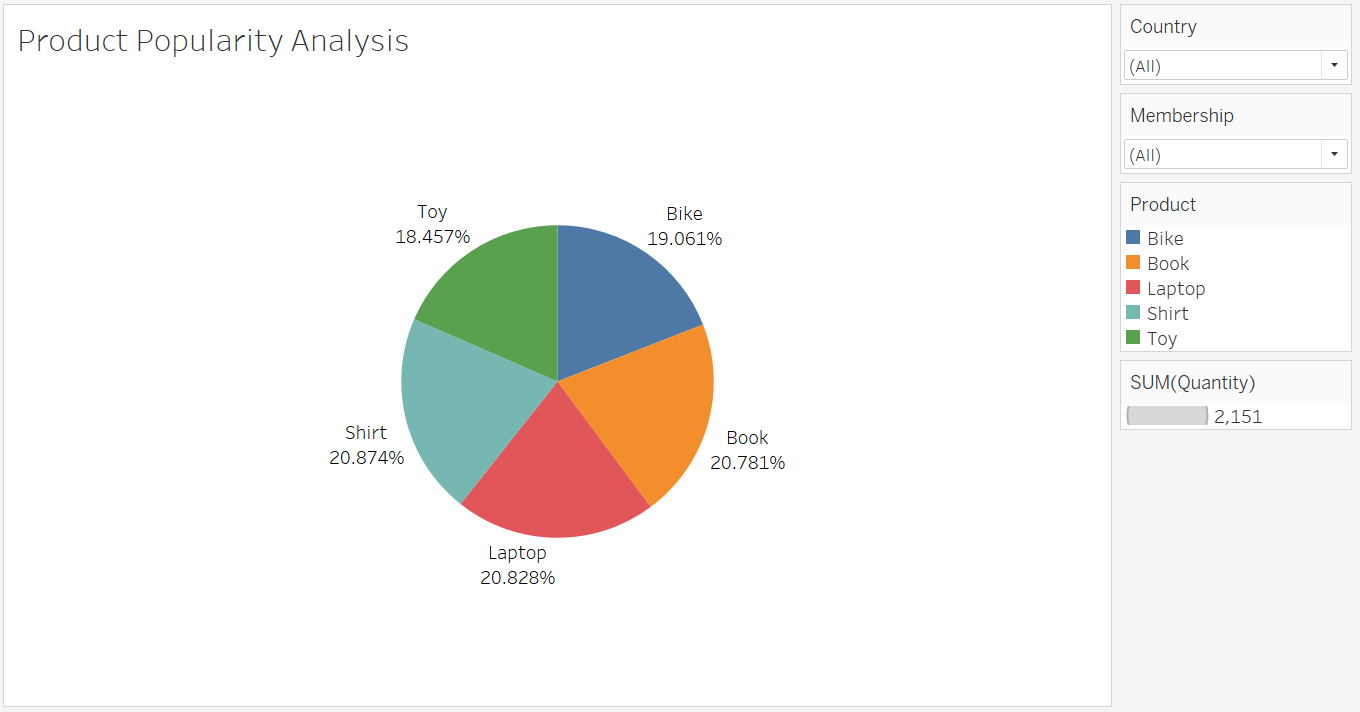 Product Popularity Analysis
Toy
18.457%
Bike
19.061%
Shirt
20.874%
Book
20.781%
Laptop
20.828%
Country
(All)
Membership
(All)
Product
Bike
Book
Laptop
Shirt
Toy
SUM(Quantity)
2,151